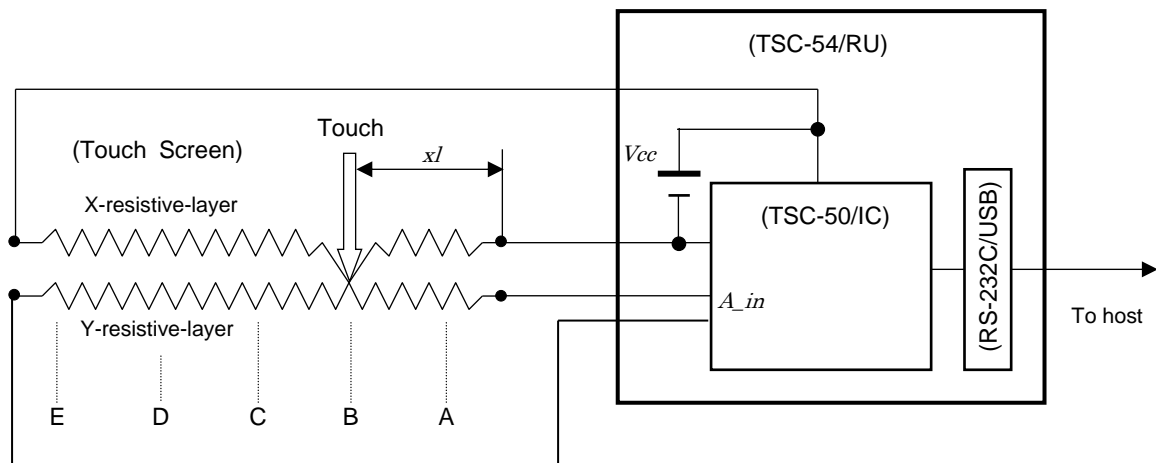 (TSC-54/RU)
Touch
(Touch Screen)
xl
Vcc
X-resistive-layer
(TSC-50/IC)
(RS-232C/USB)
A_in
To host
Y-resistive-layer
E D C B A